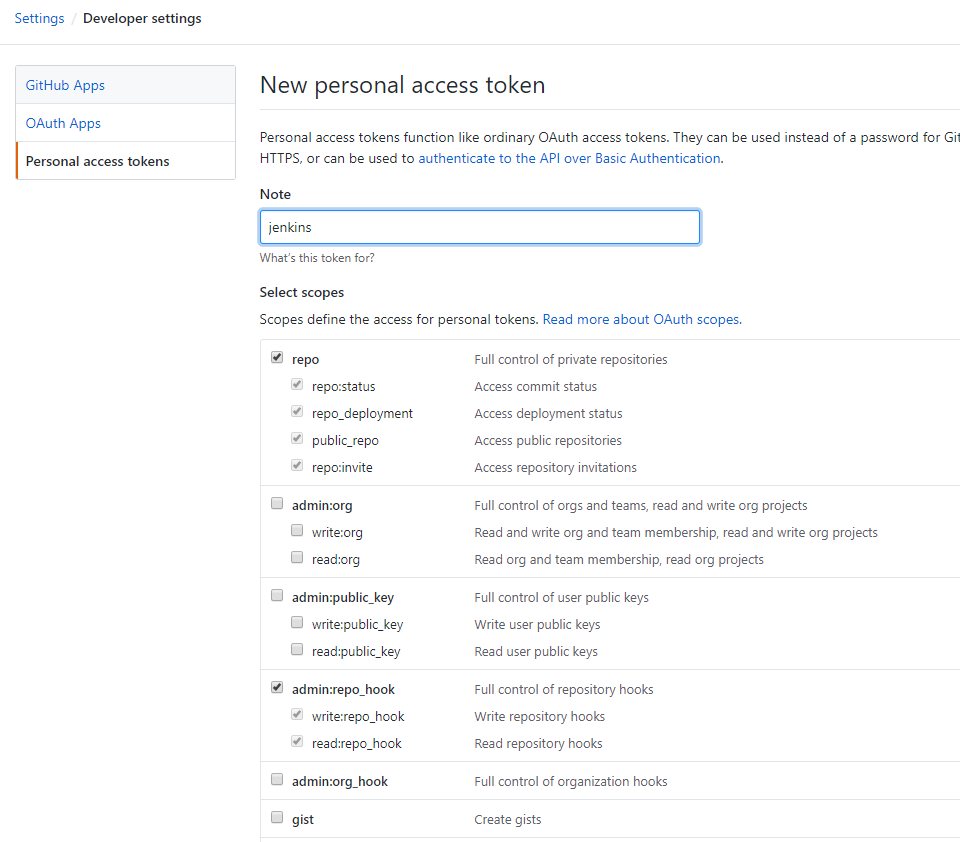 Settings / Developer settings
GitHub Apps
OAuth Apps
Personal access tokens
New personal access token
Personal access tokens function like ordinary OAuth access tokens. They can be used instead of a password for
HTTPS, or can be used to authenticate to the API over Basic Authentication.
Note
jenkins
What's this token for?
Select scopes
Scopes define the access for personal tokens. Read more about OAuth scopes.
repo Full control of private repositories
repo:status Access commit status
repo_deployment Access deployment status
public_repo Access public repositories
repo:invite Access repository invitations
admin:org Full control of orgs and teams, read and write org projects
write:org Read and write org and team membership, read and write org projects
read:org Read org and team membership, read org projects
admin:public_key Full control of user public keys
write:public_key Write user public keys
read:public_key Read user public keys
admin:repo_hook Full control of repository hooks
write:repo_hook Write repository hooks
read:repo_hook Read repository hooks
admin:org_hook Full control of organization hooks
gist Create gists